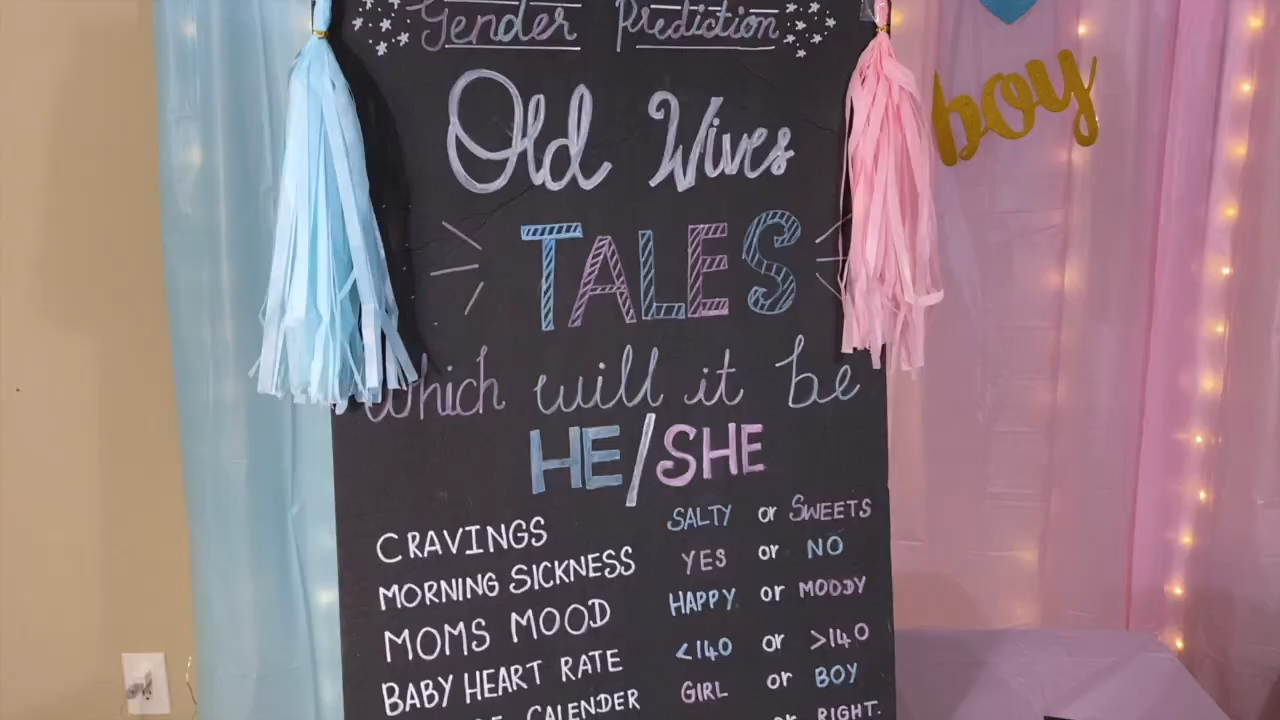 Gender Prediction
Old Wives
TALES
Which will it be
HE/SHE
CRAVINGS SALTY or SWEETS
MORNING SICKNESS YES or NO
MOMS MOOD HAPPY or MOODY
BABY HEART RATE <140 or >140
CALENDER GIRL or BOY
or RIGHT.
boy